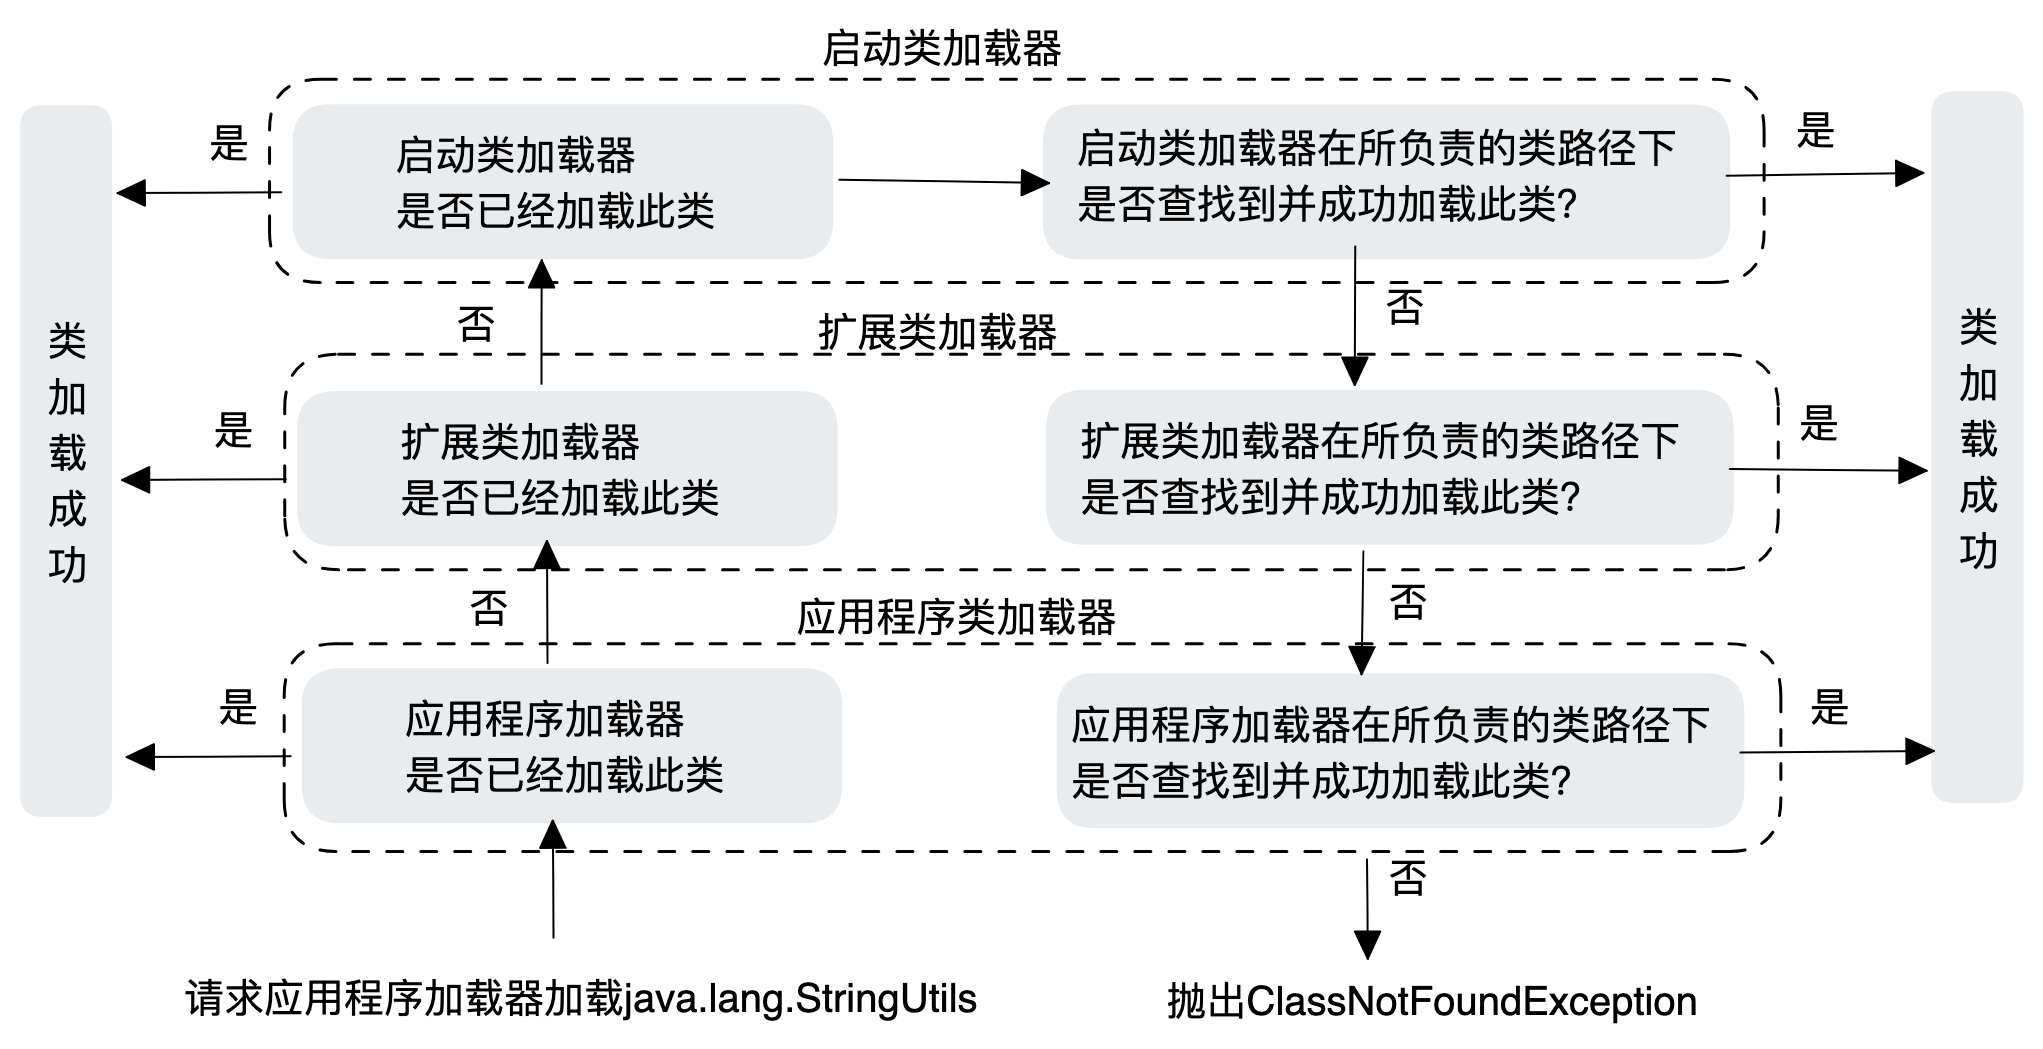 启动类加载器
是
启动类加载器
是否已经加载此类
启动类加载器在所负责的类路径下
是否查找到并成功加载此类?
是
否
否
扩展类加载器
类加载成功
是
扩展类加载器
是否已经加载此类
扩展类加载器在所负责的类路径下
是否查找到并成功加载此类?
是
类加载成功
否
否
应用程序类加载器
是
应用程序加载器
是否已经加载此类
应用程序加载器在所负责的类路径下
是否查找到并成功加载此类?
是
否
请求应用程序加载器加载java.lang.StringUtils
抛出ClassNotFoundException